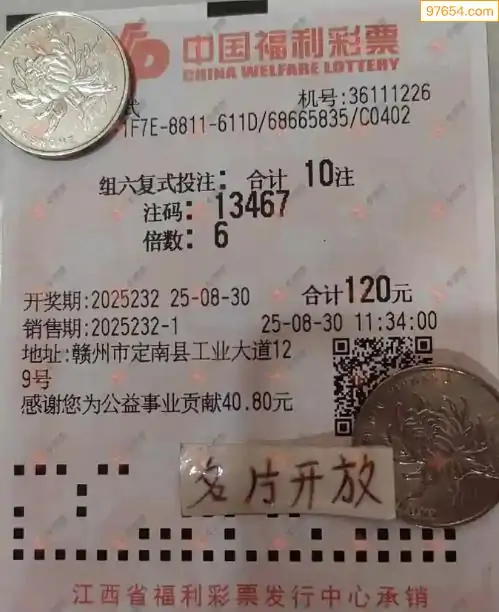 97654.com
中国福利彩票
CHINA WELFARE LOTTERY
式
机号:36111226
1F7E-8811-611D/68665835/C0402
组六复式投注: 合计 10注
注码: 13467
倍数: 6
开奖期:2025232 25-08-30 合计120元
销售期:2025232-1 25-08-30 11:34:00
地址:赣州市定南县工业大道12
9号
感谢您为公益事业贡献40.80元
名片开放
江西省福利彩票发行中心承销